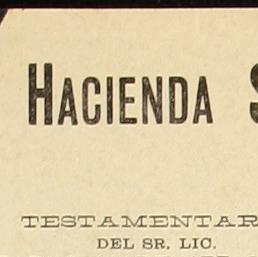 HACIENDA S
TESTAMENTAR
DEL SR. LIC.